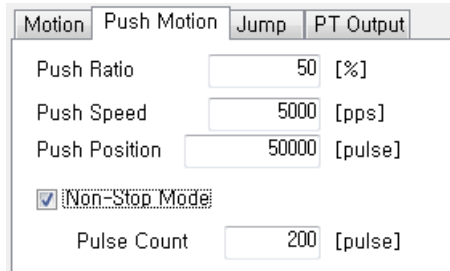 Motion Push Motion Jump PT Output
Push Ratio 50 [%]
Push Speed 5000 [pps]
Push Position 50000 [pulse]
Non-Stop Mode
Pulse Count 200 [pulse]